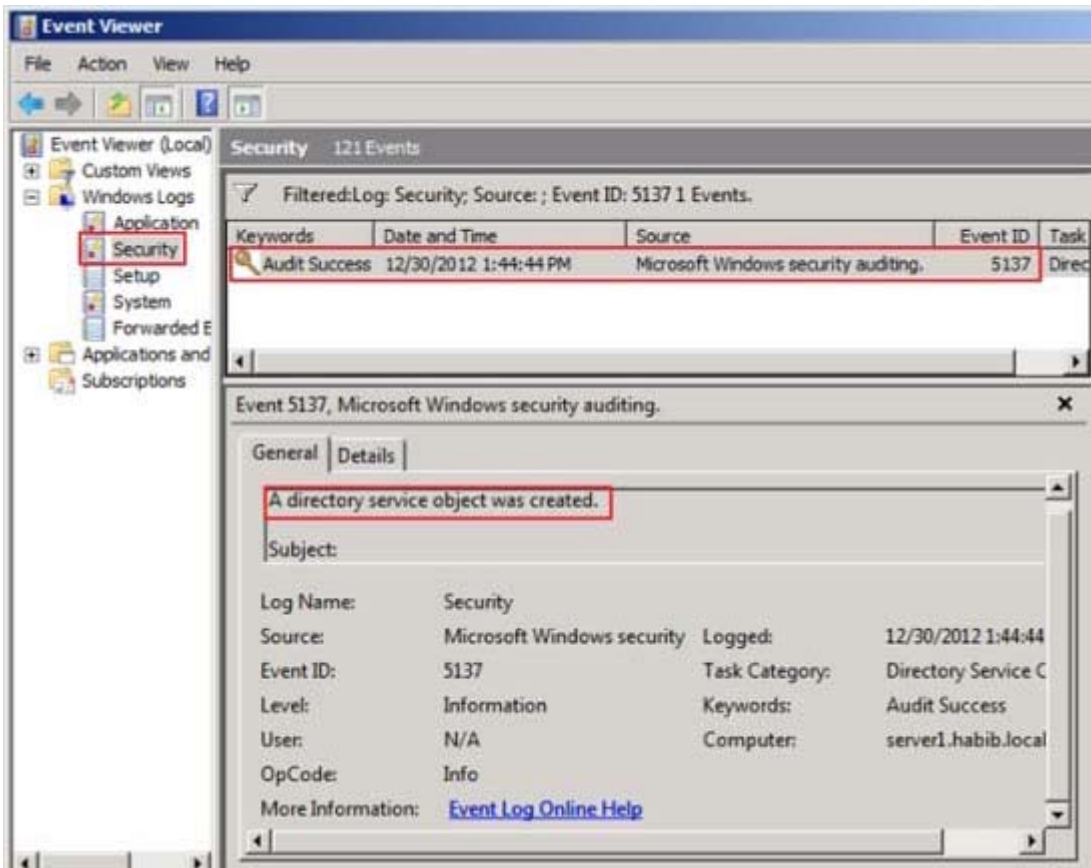 Event Viewer
File Action View Help
Event Viewer (Local)
Custom Views
Windows Logs
Application
Security
Setup
System
Forwarded E
Applications and
Subscriptions
Security 121 Events
Filtered:Log: Security; Source: ; Event ID: 5137 1 Events.
Keywords Date and Time Source Event ID Task
Audit Success 12/30/2012 1:44:44 PM Microsoft Windows security auditing. 5137 Direc
Event 5137, Microsoft Windows security auditing.
General Details
A directory service object was created.
Subject:
Log Name: Security
Source: Microsoft Windows security Logged: 12/30/2012 1:44:44
Event ID: 5137 Task Category: Directory Service C
Level: Information Keywords: Audit Success
User: N/A Computer: server1.habib.local
OpCode: Info
More Information: Event Log Online Help